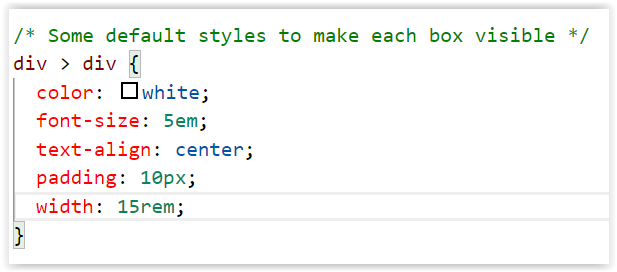 /* Some default styles to make each box visible */
div > div {
  color: white;
  font-size: 5em;
  text-align: center;
  padding: 10px;
  width: 15rem;
}